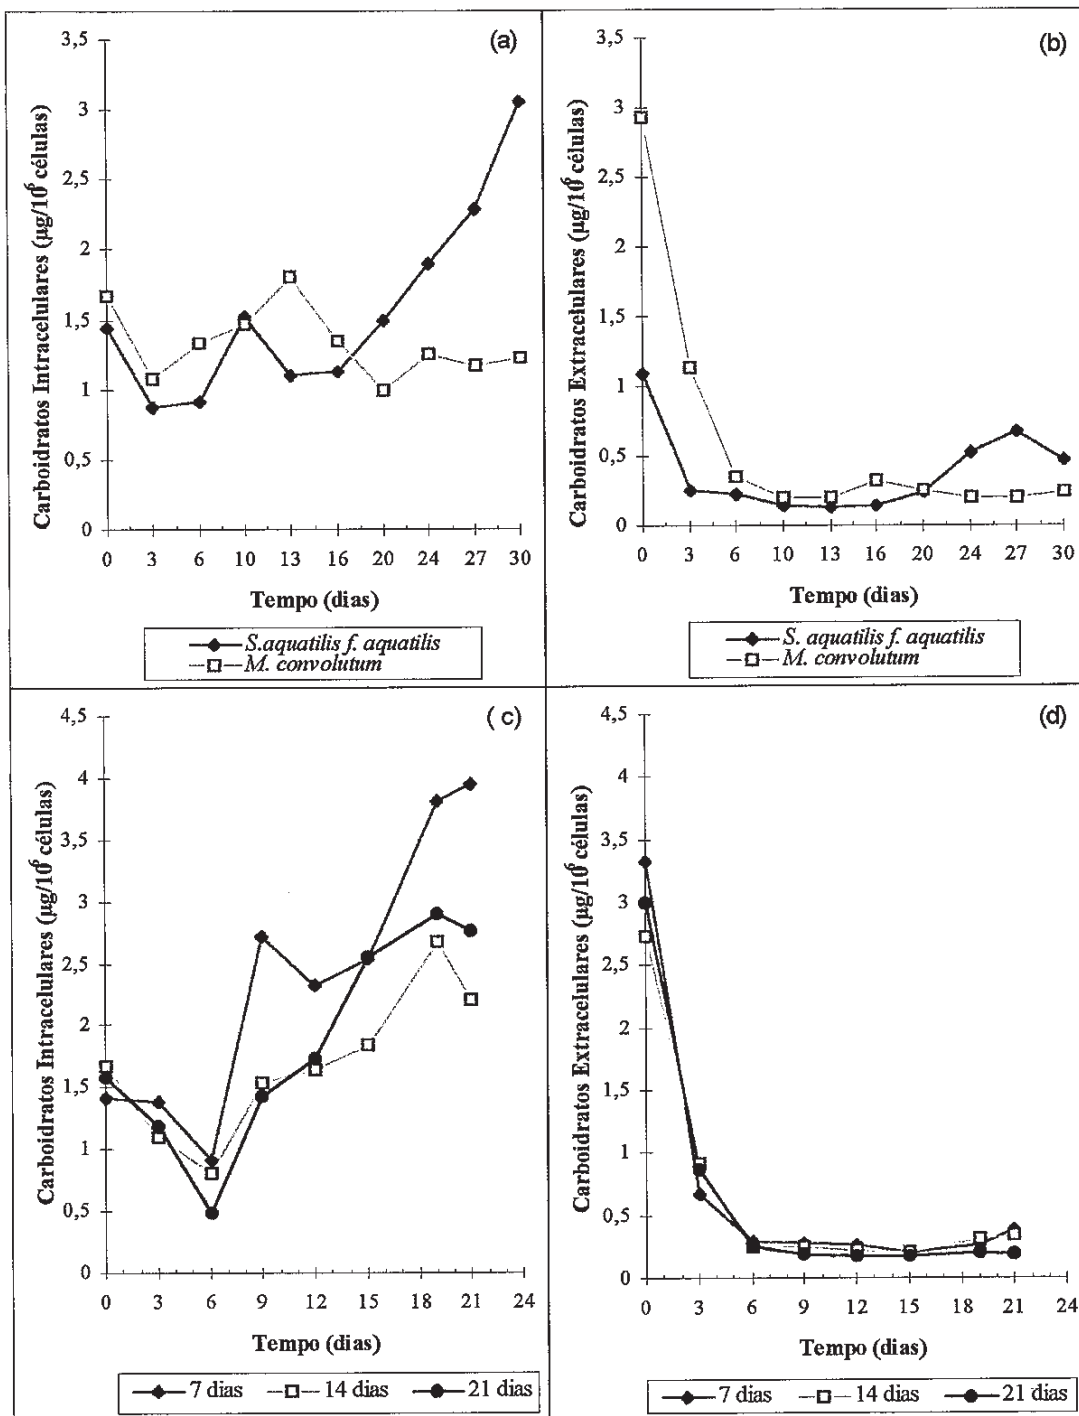 (a)
Carboidratos Intracelulares (µg/10⁶ células)
3,5
3
2,5
2
1,5
1
0,5
0
0 3 6 10 13 16 20 24 27 30
Tempo (dias)
S.aquatilis f. aquatilis
M. convolutum
(b)
Carboidratos Extracelulares (µg/10⁶ células)
3,5
3
2,5
2
1,5
1
0,5
0
0 3 6 10 13 16 20 24 27 30
Tempo (dias)
S. aquatilis f. aquatilis
M. convolutum
( c)
Carboidratos Intracelulares (µg/10⁶ células)
4,5
4
3,5
3
2,5
2
1,5
1
0,5
0
0 3 6 9 12 15 18 21 24
Tempo (dias)
7 dias 14 dias 21 dias
(d)
Carboidratos Extracelulares (µg/10⁶ células)
4,5
4
3,5
3
2,5
2
1,5
1
0,5
0
0 3 6 9 12 15 18 21 24
Tempo (dias)
7 dias 14 dias 21 dias